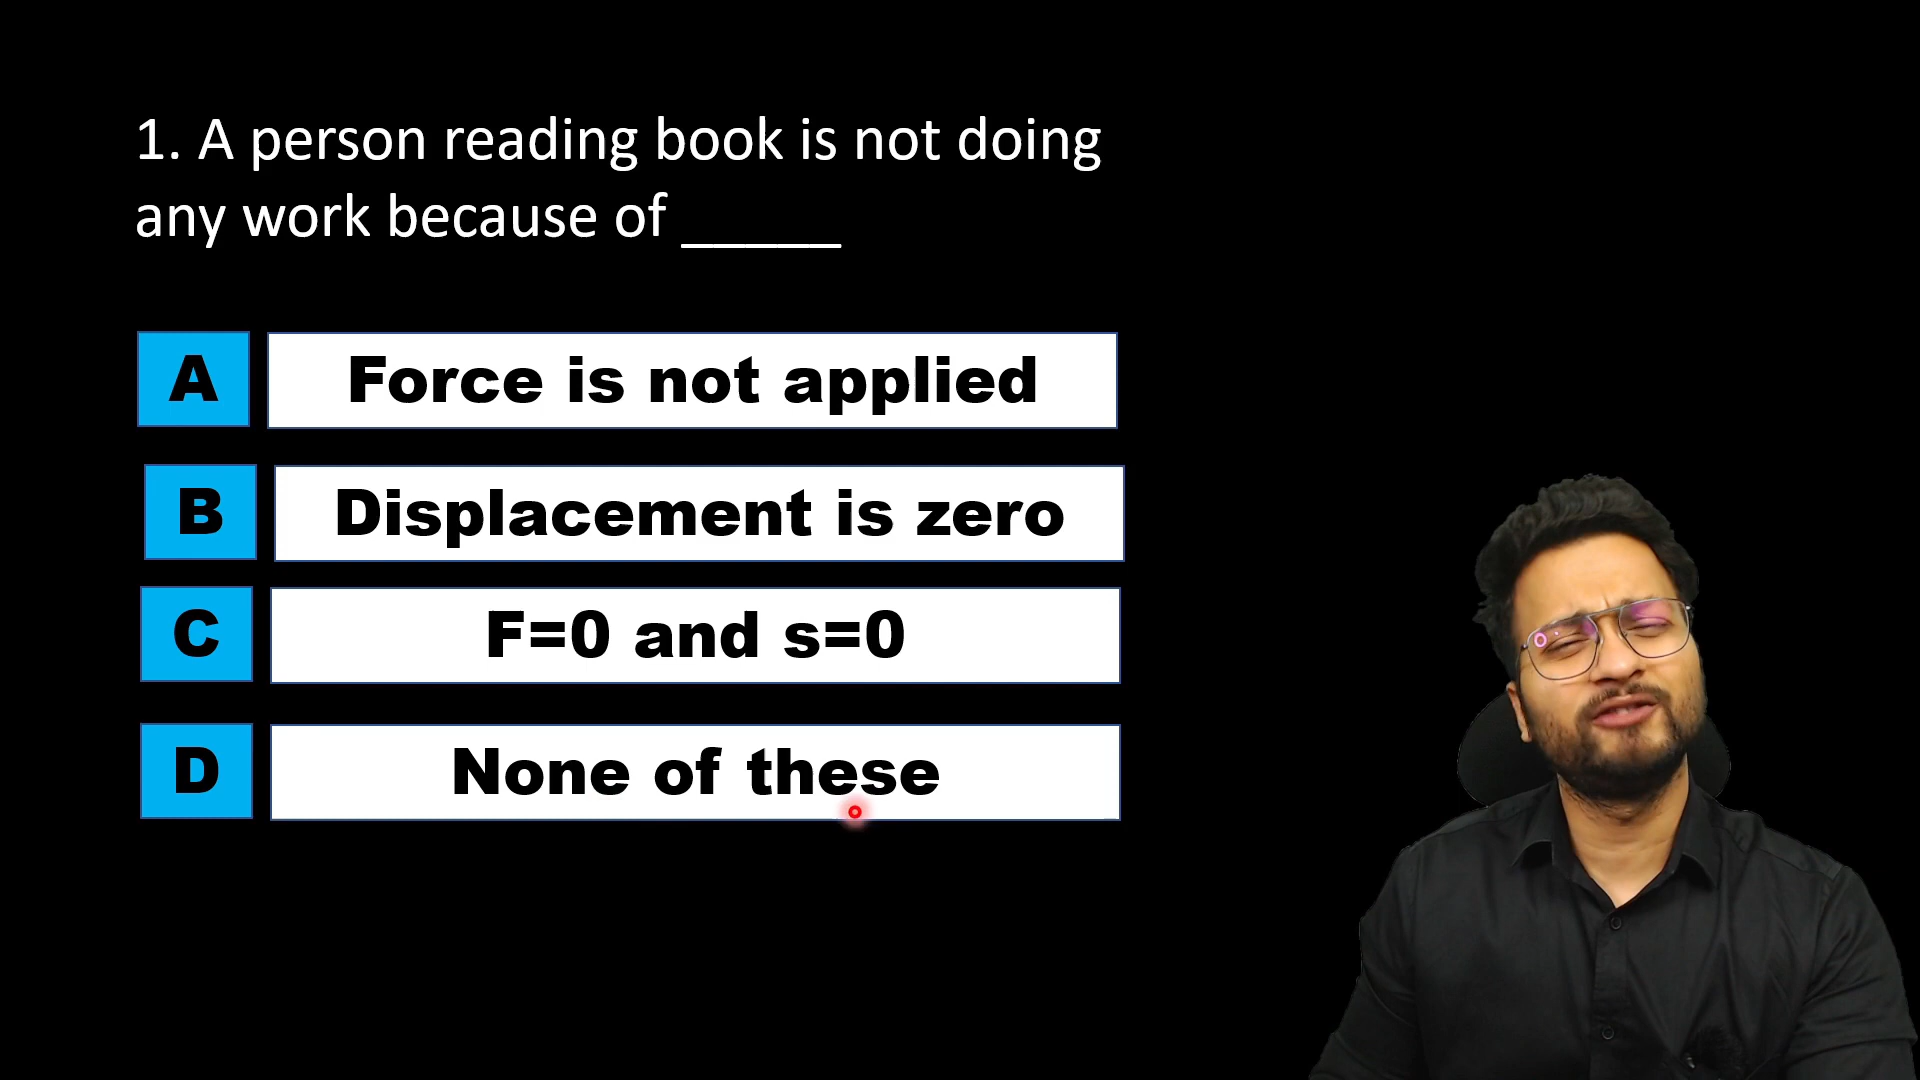 1. A person reading book is not doing
any work because of _____
A Force is not applied
B Displacement is zero
C F=0 and s=0
D None of these